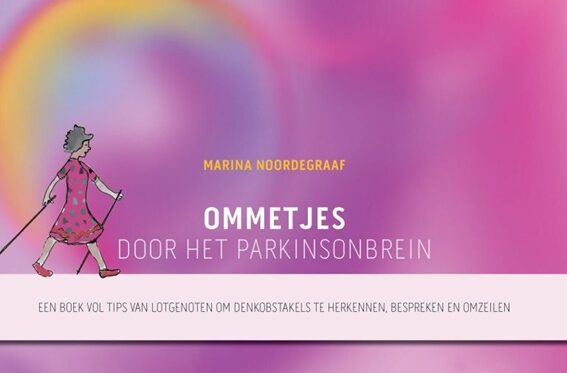 MARINA NOORDEGRAAF
OMMETJES
DOOR HET PARKINSONBREIN
EEN BOEK VOL TIPS VAN LOTGENOTEN OM DENKOBSTAKELS TE HERKENNEN, BESPREKEN EN OMZEILEN